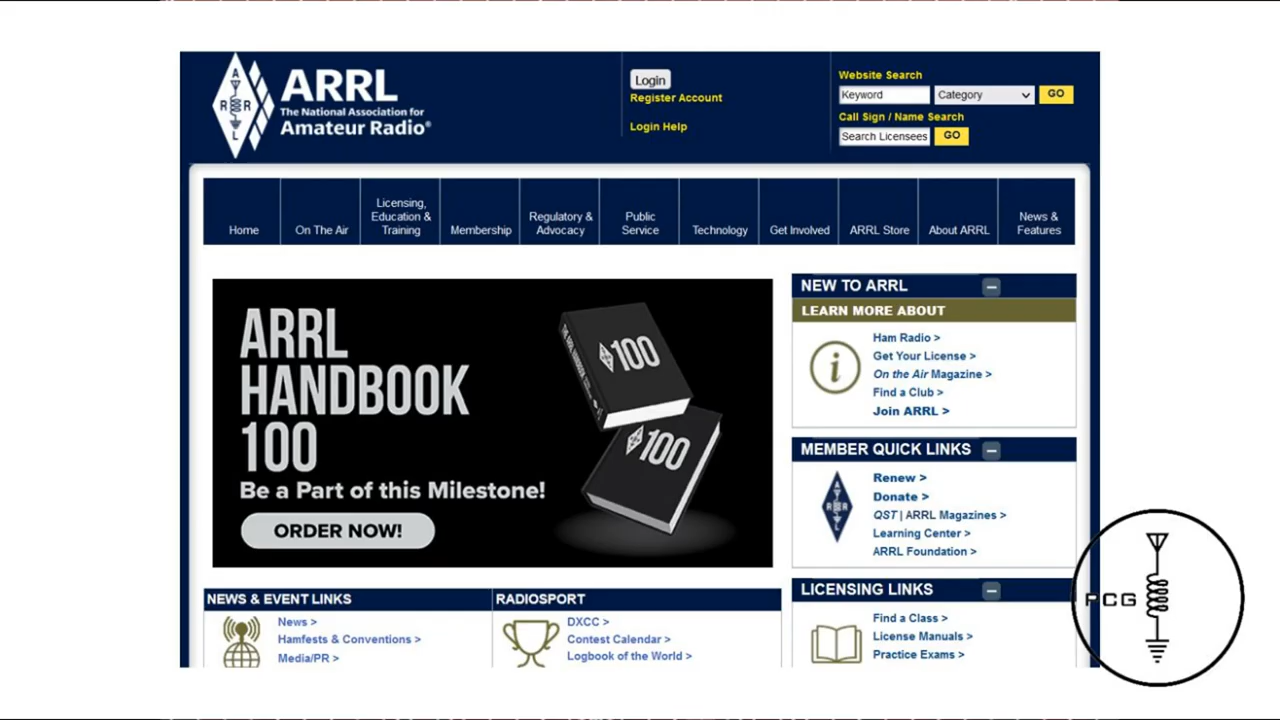 A
R R
L
ARRL
The National Association for
Amateur Radio®
Login
Register Account
Login Help
Website Search
Keyword Category GO
Call Sign / Name Search
Search Licensees GO
Home
On The Air
Licensing,
Education &
Training
Membership
Regulatory &
Advocacy
Public
Service
Technology
Get Involved
ARRL Store
About ARRL
News &
Features
ARRL
HANDBOOK
100
Be a Part of this Milestone!
ORDER NOW!
THE ARRL HANDBOOK
100
100
NEW TO ARRL
LEARN MORE ABOUT
i
Ham Radio >
Get Your License >
On the Air Magazine >
Find a Club >
Join ARRL >
MEMBER QUICK LINKS
A
R R
L
Renew >
Donate >
QST | ARRL Magazines >
Learning Center >
ARRL Foundation >
LICENSING LINKS
Find a Class >
License Manuals >
Practice Exams >
NEWS & EVENT LINKS
News >
Hamfests & Conventions >
Media/PR >
RADIOSPORT
DXCC >
Contest Calendar >
Logbook of the World >
PCG